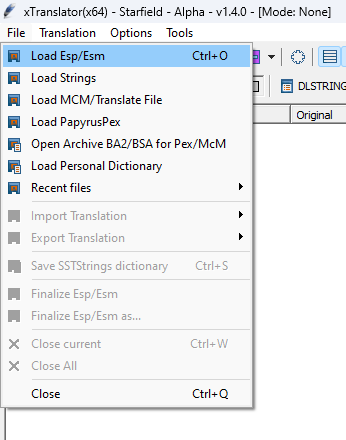 xTranslator(x64) - Starfield - Alpha - v1.4.0 - [Mode: None]
File Translation Options Tools
Load Esp/Esm Ctrl+O
Load Strings
Load MCM/Translate File
Load PapyrusPex
Open Archive BA2/BSA for Pex/McM
Load Personal Dictionary
Recent files
Import Translation
Export Translation
Save SSTStrings dictionary Ctrl+S
Finalize Esp/Esm
Finalize Esp/Esm as...
Close current Ctrl+W
Close All
Close Ctrl+Q
DLSTRING
Original